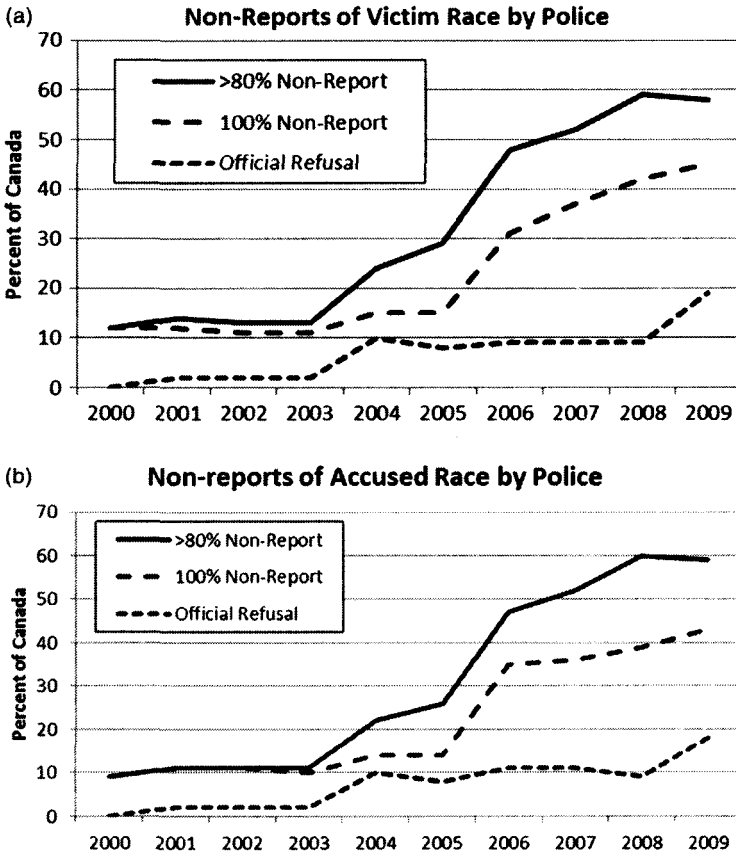 (a) Non-Reports of Victim Race by Police
70
60
50
40
30
20
10
0
Percent of Canada
>80% Non-Report
100% Non-Report
Official Refusal
2000 2001 2002 2003 2004 2005 2006 2007 2008 2009
(b) Non-reports of Accused Race by Police
70
60
50
40
30
20
10
0
Percent of Canada
>80% Non-Report
100% Non-Report
Official Refusal
2000 2001 2002 2003 2004 2005 2006 2007 2008 2009